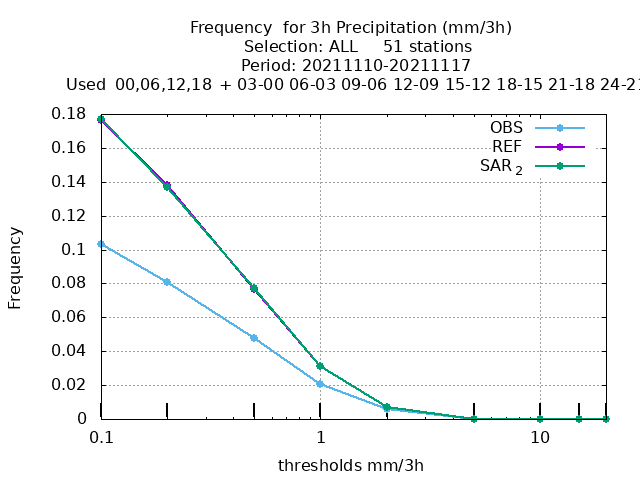 Frequency for 3h Precipitation (mm/3h)
Selection: ALL 51 stations
Period: 20211110-20211117
Used 00,06,12,18 + 03-00 06-03 09-06 12-09 15-12 18-15 21-18 24-21
0.18
0.16
0.14
0.12
0.1
0.08
0.06
0.04
0.02
0
Frequency
OBS
REF
SAR 2
0.1 1 10
thresholds mm/3h